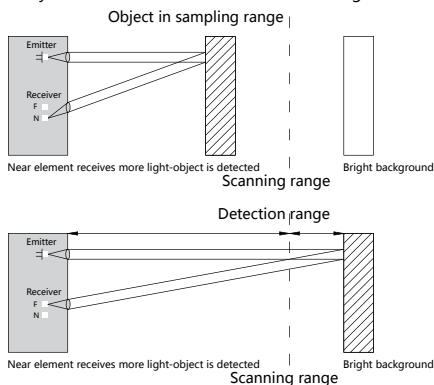 Object in sampling range
Emitter
Receiver
F
N
Near element receives more light-object is detected
Bright background
Scanning range
Detection range
Emitter
Receiver
F
N
Near element receives more light-object is detected
Bright background
Scanning range